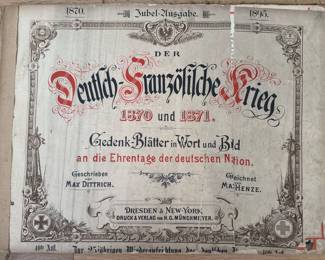 1870. Jubel-Ausgabe. 1895.
DER
Deutsch-Französische Krieg
1870 und 1871.
Gedenk-Blätter in Wort und Bild
an die Ehrentage der deutschen Nation.
Geschrieben von MAX DITTRICH.
Gezeichnet von MAX HENZE.
DRESDEN & NEW-YORK,
DRUCK & VERLAG VON H. G. MÜNCHMEYER.
Zur 25jährigen